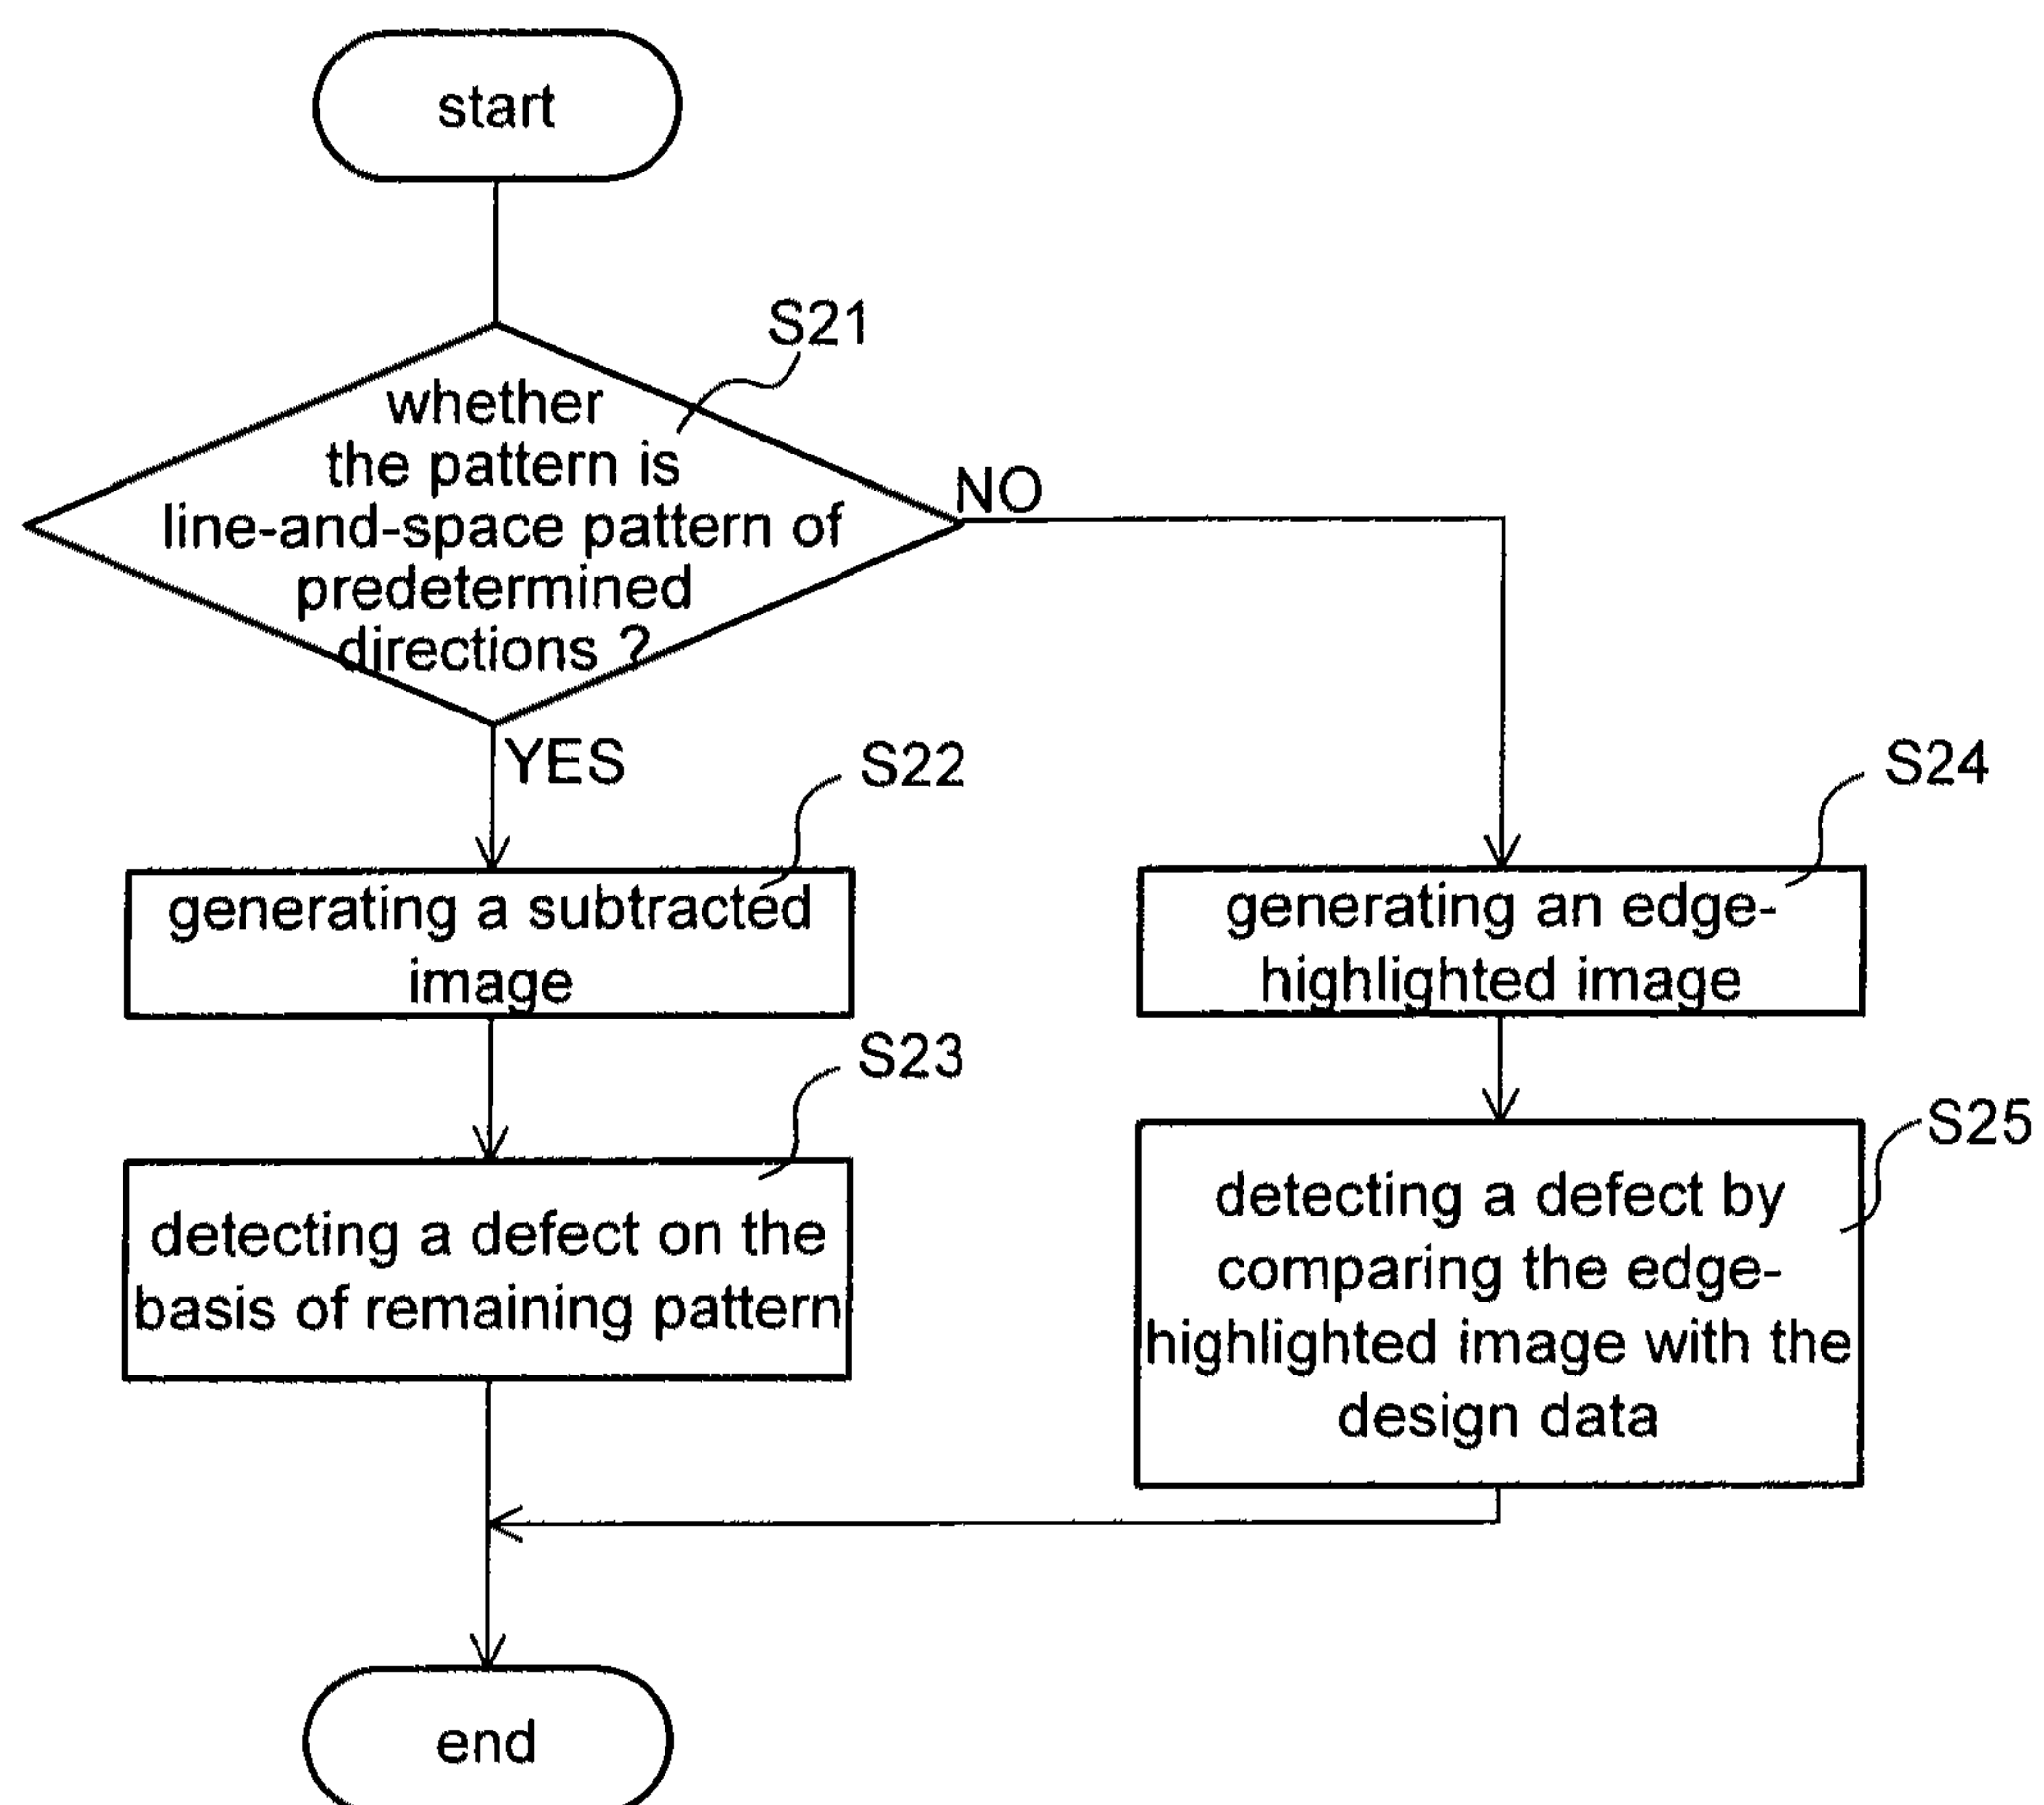 start
S21
whether
the pattern is
line-and-space pattern of
predetermined
directions ?
NO
YES
S22
generating a subtracted
image
S23
detecting a defect on the
basis of remaining pattern
S24
generating an edge-
highlighted image
S25
detecting a defect by
comparing the edge-
highlighted image with the
design data
end